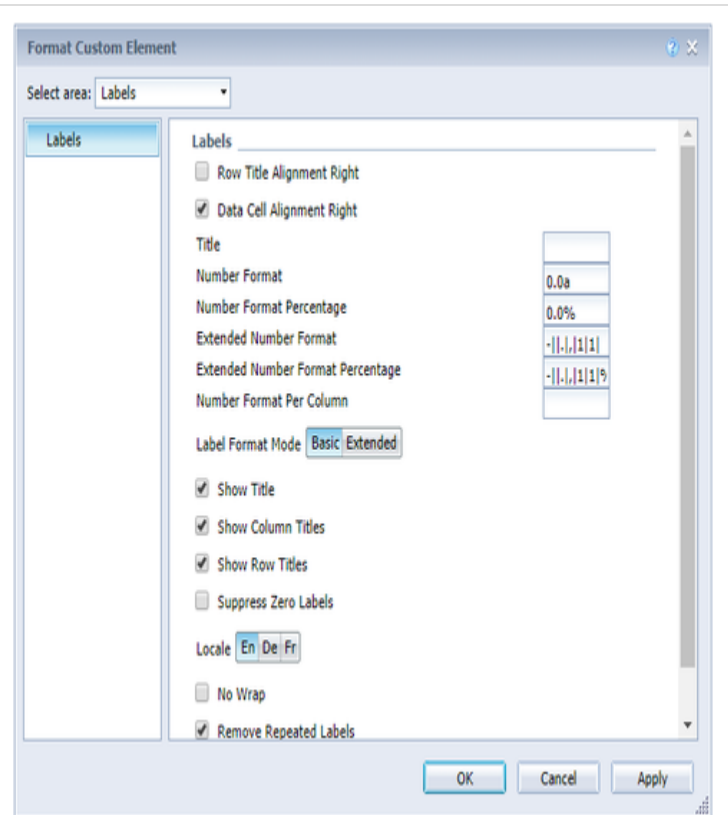 Format Custom Element
Select area: Labels
Labels
Labels
Row Title Alignment Right
Data Cell Alignment Right
Title
Number Format 0.0a
Number Format Percentage 0.0%
Extended Number Format -||.|,|1|1|
Extended Number Format Percentage -||.|,|1|1|
Number Format Per Column
Label Format Mode Basic Extended
Show Title
Show Column Titles
Show Row Titles
Suppress Zero Labels
Locale En De Fr
No Wrap
Remove Repeated Labels
OK Cancel Apply